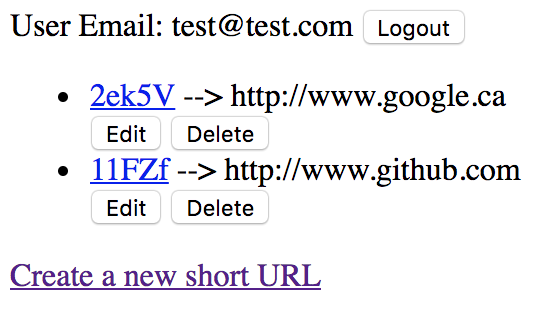 User Email: test@test.com Logout
2ek5V --> http://www.google.ca
Edit Delete
11FZf --> http://www.github.com
Edit Delete
Create a new short URL